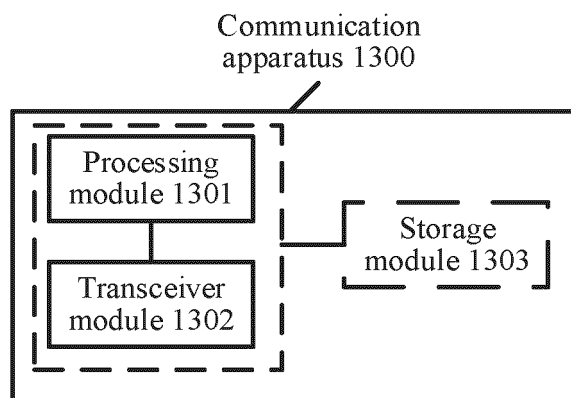 Communication
apparatus 1300
Processing
module 1301
Transceiver
module 1302
Storage
module 1303